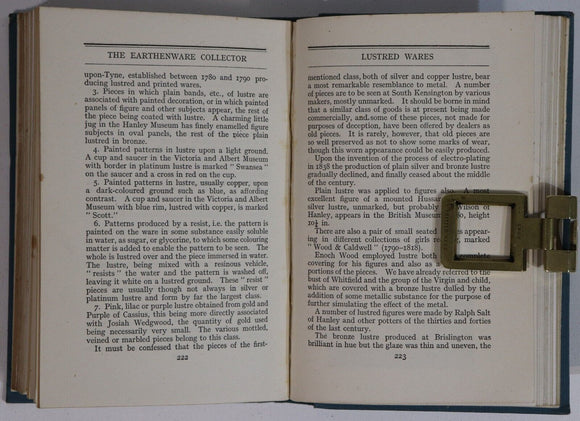 THE EARTHENWARE COLLECTOR
upon-Tyne, established between 1780 and 1790 pro-
ducing lustred and printed wares.
3. Pieces in which plain bands, etc., of lustre are
associated with painted decoration, or in which painted
panels of figure and other subjects appear, the rest of
the piece being coated with lustre. A charming little
jug in the Hanley Museum has finely enamelled figure
subjects in oval panels, the rest of the piece plain
lustred in bronze.
4. Painted patterns in lustre upon a light ground.
A cup and saucer in the Victoria and Albert Museum
with border in platinum lustre is marked " Swansea "
on the saucer and a cross in red on the cup.
5. Painted patterns in lustre, usually copper, upon
a dark-coloured ground such as blue, as affording
contrast. A cup and saucer in the Victoria and Albert
Museum with blue rim, lustred in copper, is marked
" Scott."
6. Patterns produced by a resist, i.e. the pattern is
painted on the ware in some substance easily soluble
in water, as sugar, or glycerine, to which some colouring
matter is added to enable the pattern to be seen. The
whole is lustred over and the piece immersed in water.
The lustre, being mixed with a resinous vehicle,
" resists " the water and the pattern is washed off,
leaving it white on a lustred ground. These " resist "
pieces are usually though not always in silver or
platinum lustre and form by far the largest class.
7. Pink, lilac or purple lustre obtained from gold and
Purple of Cassius, this being more directly associated
with Josiah Wedgwood, the quantity of gold used
being necessarily very small. The various mottled,
veined or marbled pieces belong to this class.
It must be confessed that the pieces of the first-
222
LUSTRED WARES
mentioned class, both of silver and copper lustre, bear
a most remarkable resemblance to metal. A number
of pieces are to be seen at South Kensington by various
makers, mostly unmarked. It should be borne in mind
that a similar class of goods is at present being made
commercially, and some of these pieces, not made for
purposes of deception, have been offered by dealers as
old pieces. It is rarely, however, that old pieces are
so well preserved as not to show some marks of wear,
though this worn appearance could be easily produced.
Upon the invention of the process of electro-plating
in 1838 the production of plain silver and bronze lustre
gradually declined, and finally ceased about the middle
of the century.
Plain lustre was applied to figures also. A most
excellent figure of a mounted Hussar, in
silver lustre, unmarked, but probably Wilson of
Hanley, appears in the British Museum height
10¼ in.
There are also a pair of small seated appearing
in different collections of girls marked
" Wood & Caldwell " (1790-1818).
Enoch Wood employed lustre both complete
covering for his figures and also as
portions of the pieces. We have already referred to the
bust of Whitfield and the group of the Virgin and child,
which are covered with a bronze lustre dulled by the
addition of some metallic substance for the purpose of
further simulating the effect of the metal.
A number of lustred figures were made by Ralph Salt
of Hanley and other potters of the thirties and forties
of the last century.
The bronze lustre produced at Brislington was
brilliant in hue but the glaze was thin and uneven, the
223